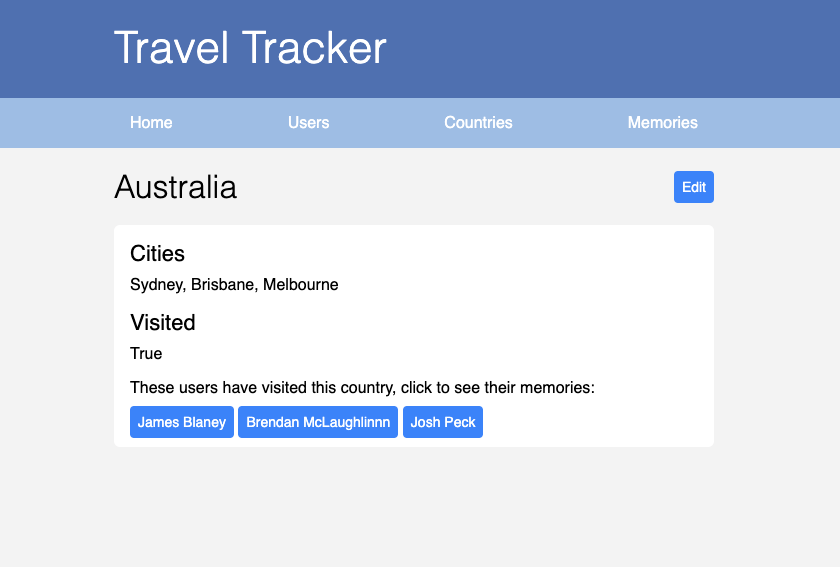 Travel Tracker
Home Users Countries Memories
Australia Edit
Cities
Sydney, Brisbane, Melbourne
Visited
True
These users have visited this country, click to see their memories:
James Blaney Brendan McLaughlinnn Josh Peck